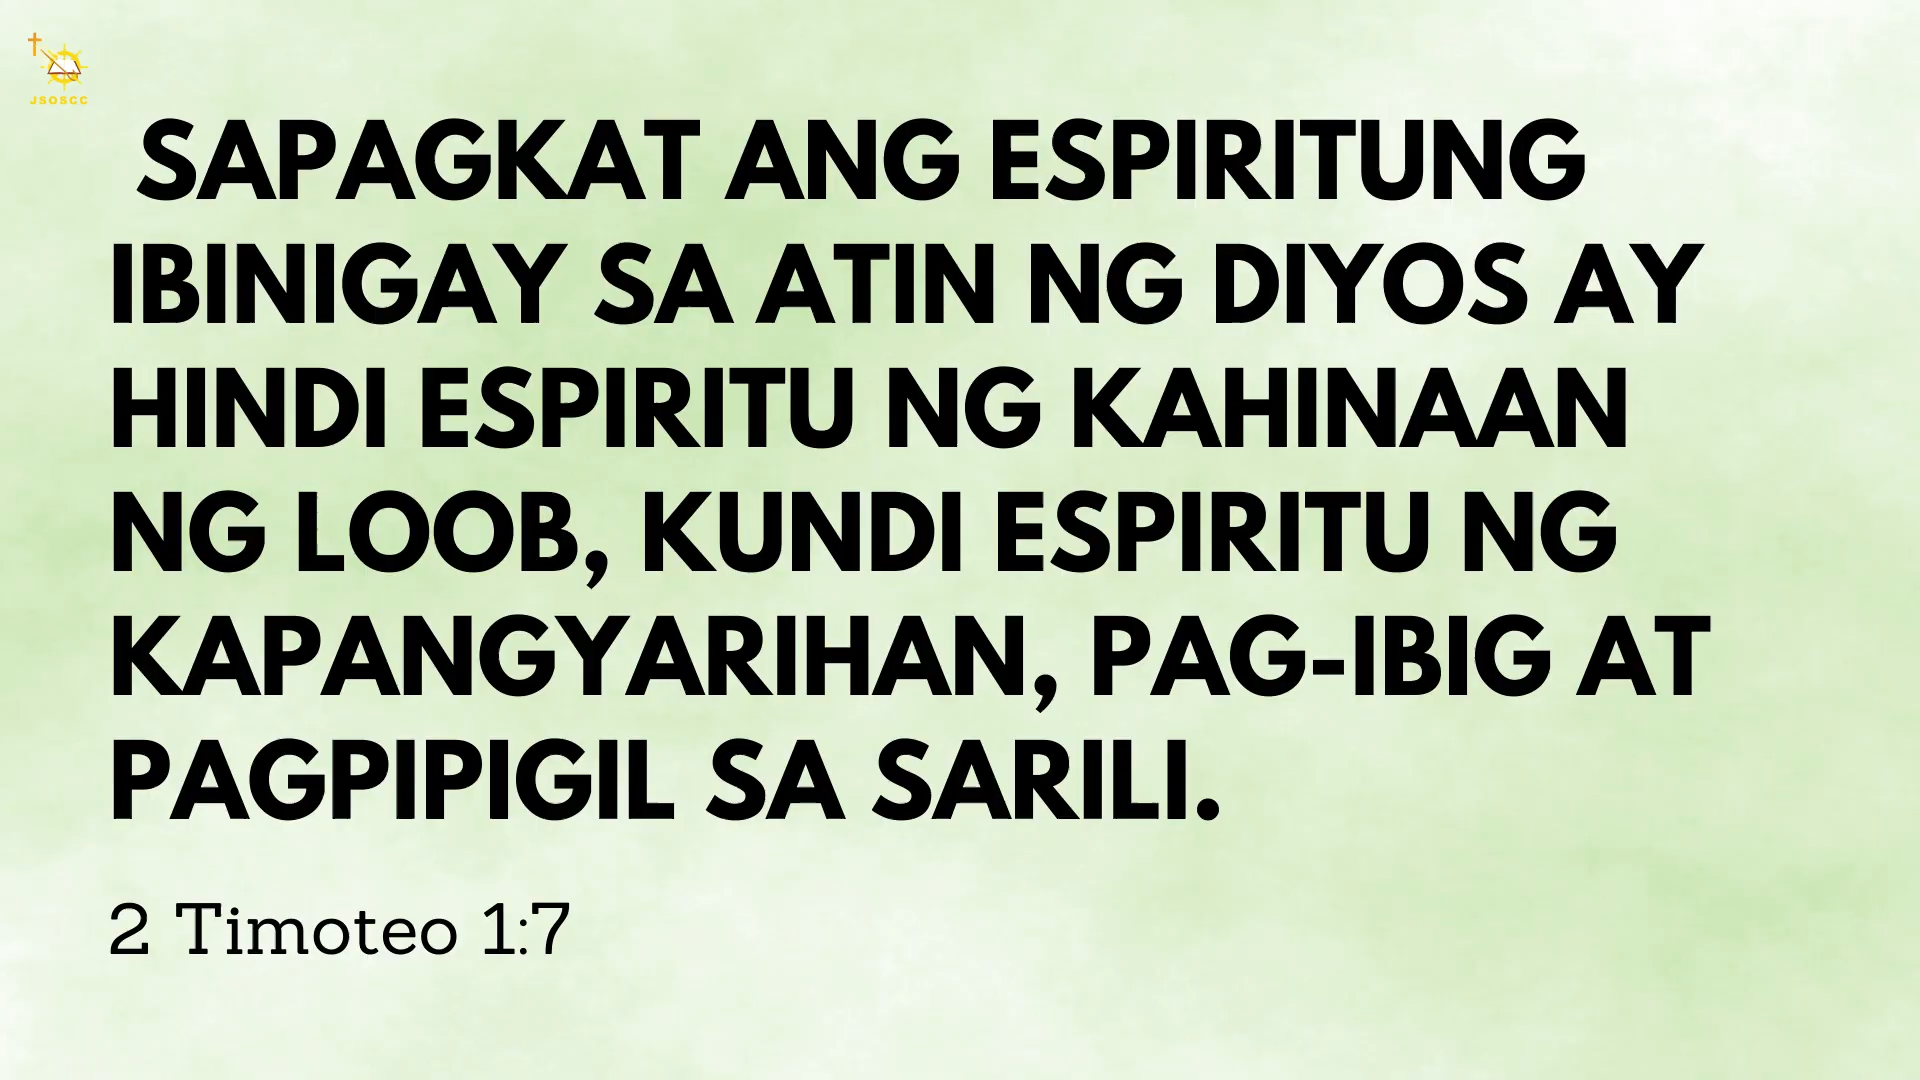 JSOSCC
SAPAGKAT ANG ESPIRITUNG
IBINIGAY SA ATIN NG DIYOS AY
HINDI ESPIRITU NG KAHINAAN
NG LOOB, KUNDI ESPIRITU NG
KAPANGYARIHAN, PAG-IBIG AT
PAGPIPIGIL SA SARILI.
2 Timoteo 1:7